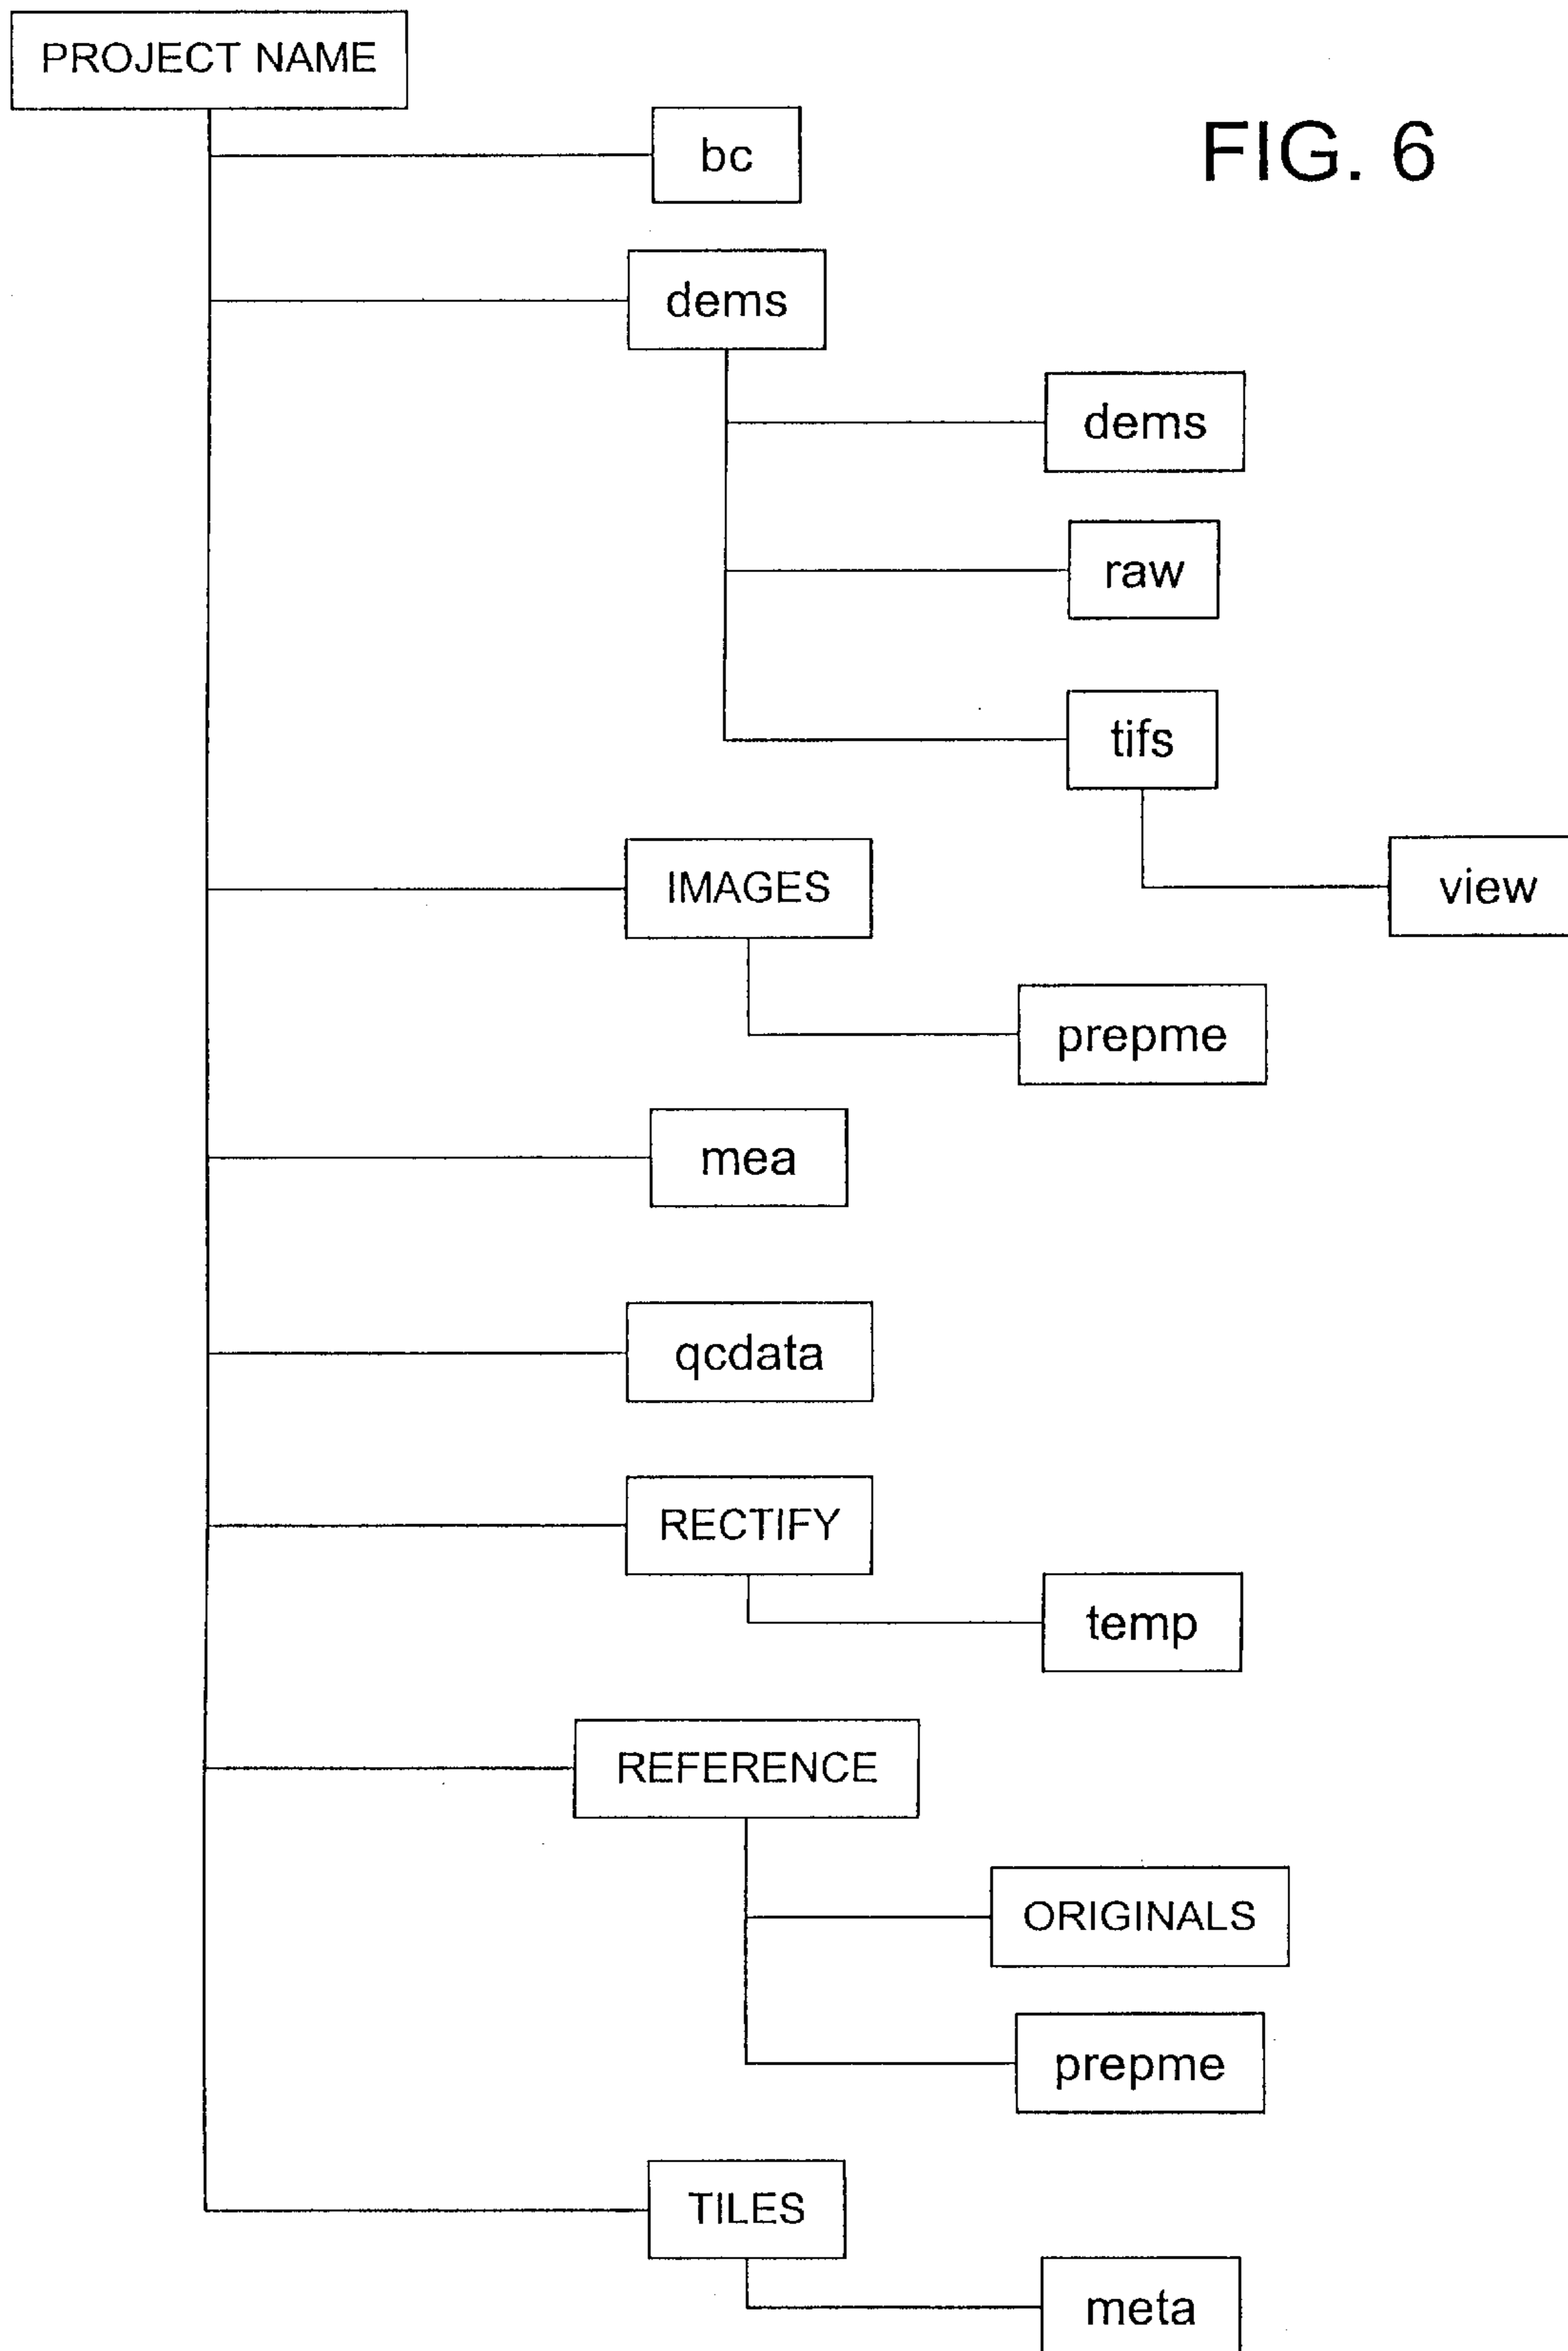 PROJECT NAME
FIG. 6
bc
dems
dems
raw
tifs
view
IMAGES
prepme
mea
qcdata
RECTIFY
temp
REFERENCE
ORIGINALS
prepme
TILES
meta